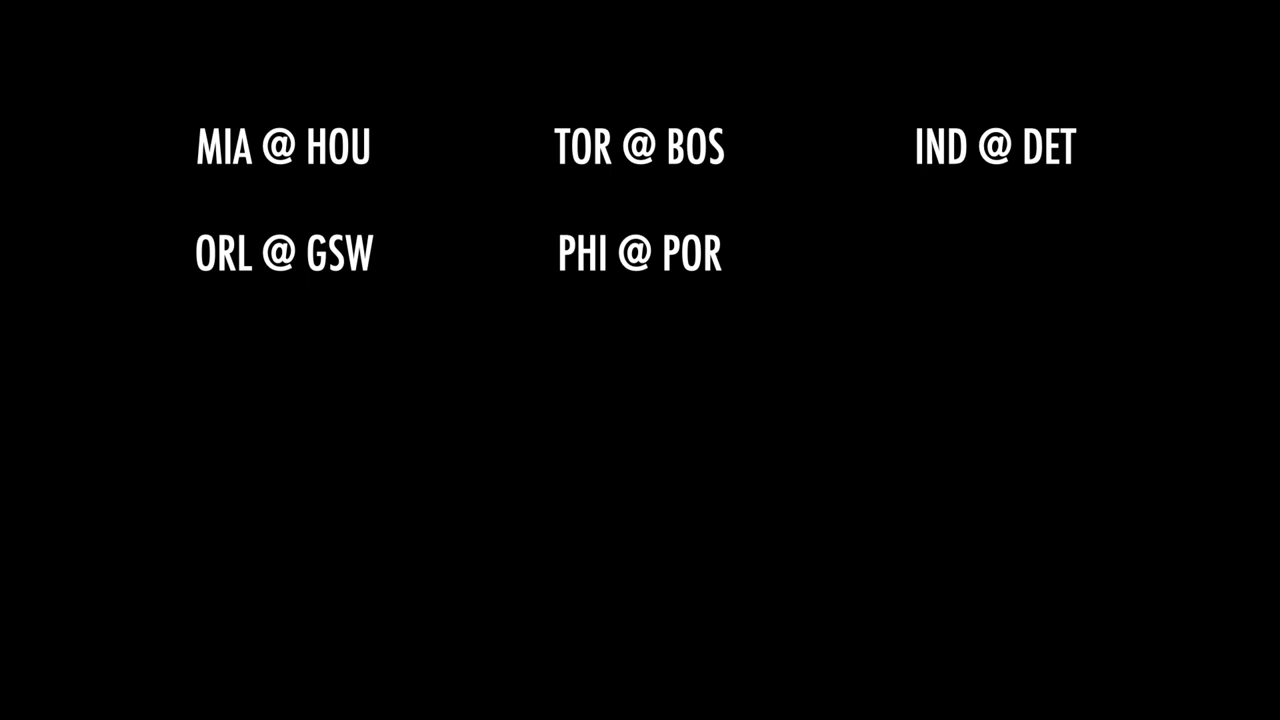 MIA @ HOU
TOR @ BOS
IND @ DET
ORL @ GSW
PHI @ POR